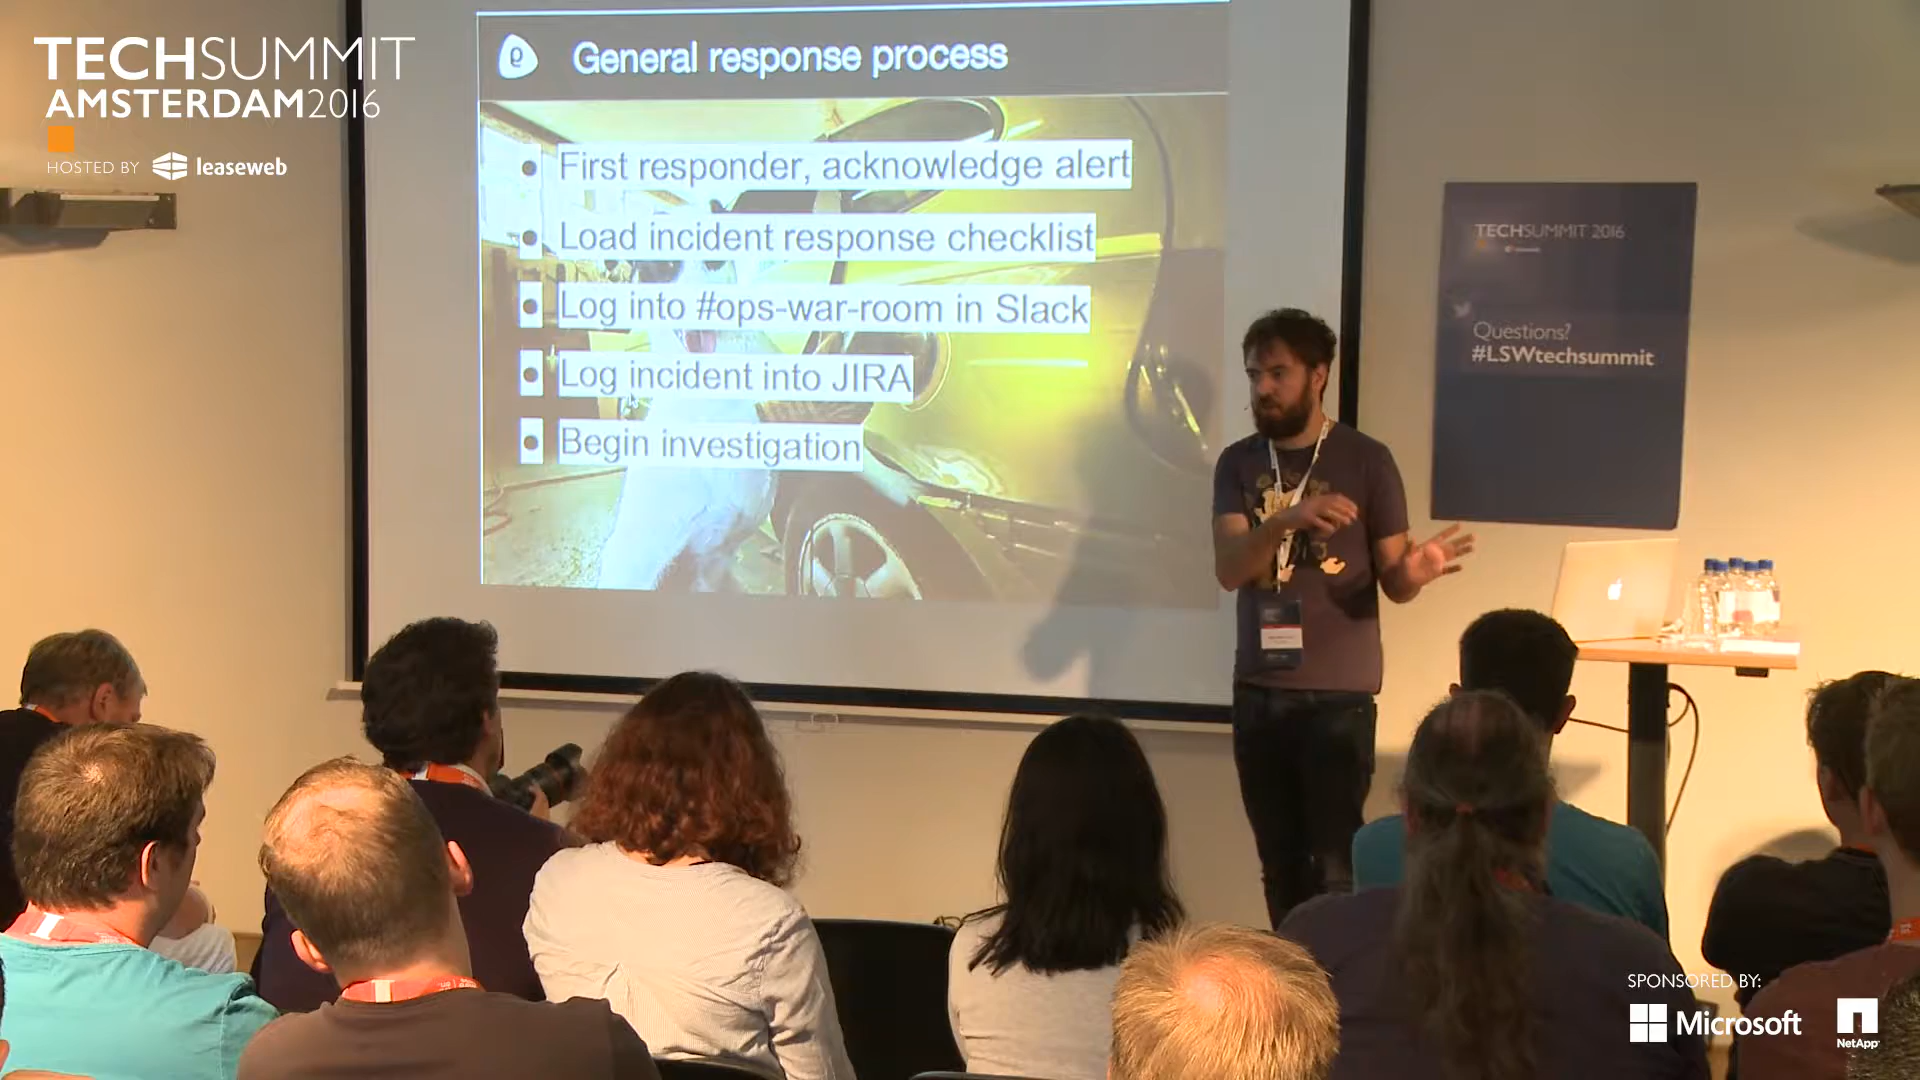 TECHSUMMIT
AMSTERDAM2016
HOSTED BY leaseweb
General response process
• First responder, acknowledge alert
• Load incident response checklist
• Log into #ops-war-room in Slack
• Log incident into JIRA
• Begin investigation
TECHSUMMIT 2016
Questions?
#LSWtechsummit
SPONSORED BY:
Microsoft
NetApp